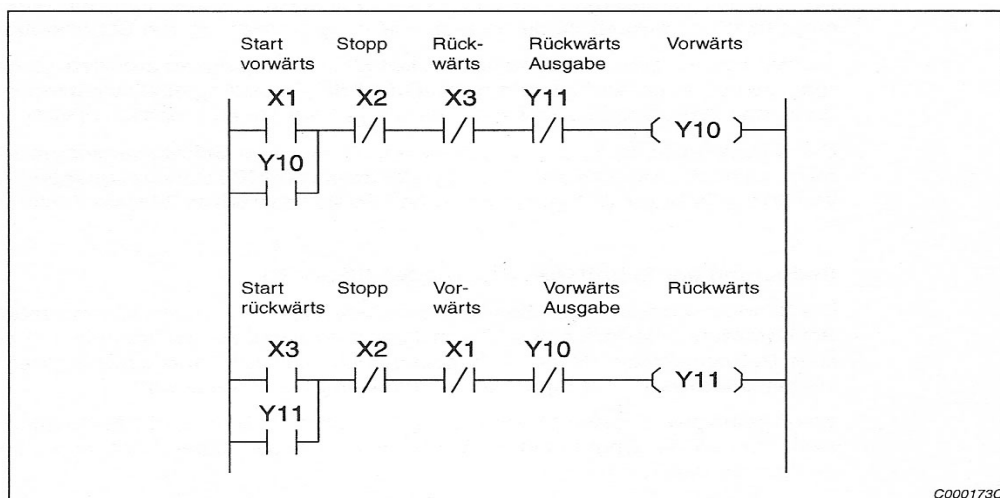 Start Stopp Rück- Rückwärts Vorwärts
vorwärts wärts Ausgabe
X1 X2 X3 Y11
Y10
Y10
Start Stopp Vor- Vorwärts Rückwärts
rückwärts wärts Ausgabe
X3 X2 X1 Y10
Y11
Y11
C000173C